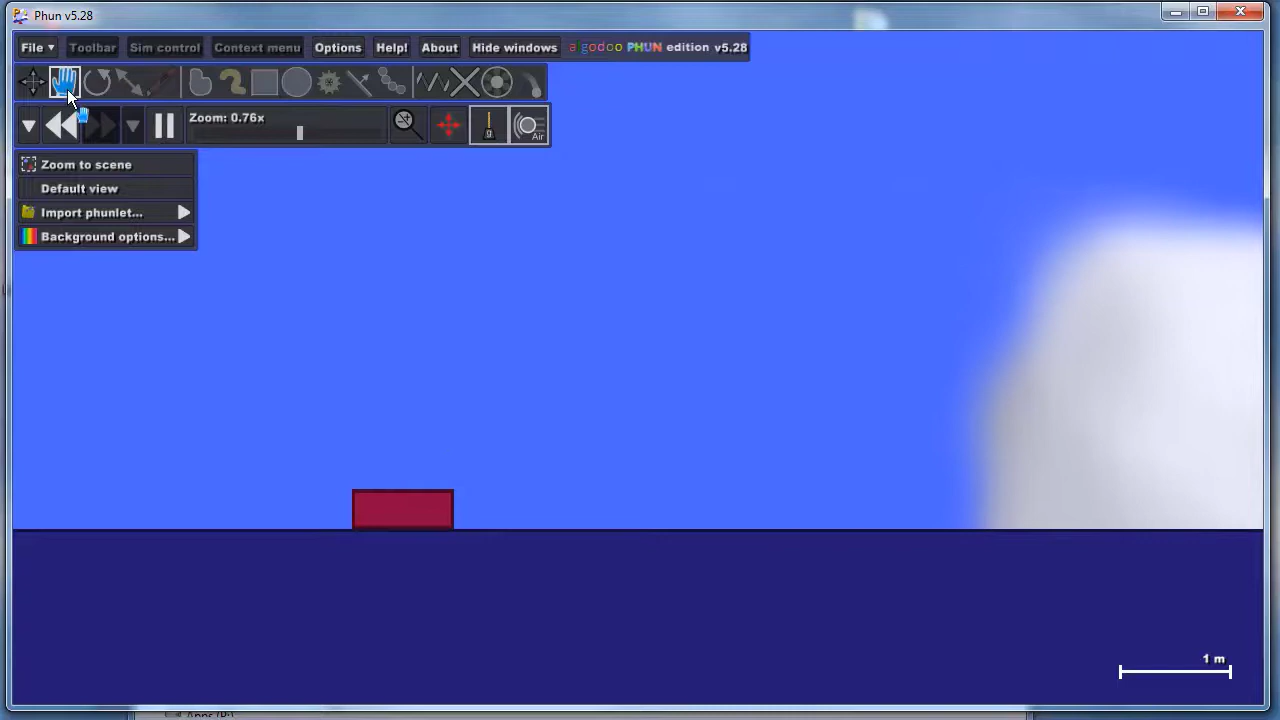 Phun v5.28
File Toolbar Sim control Context menu Options Help! About Hide windows algodoo PHUN edition v5.28
Zoom: 0.76x
g
Air
Zoom to scene
Default view
Import phunlet...
Background options...
1 m